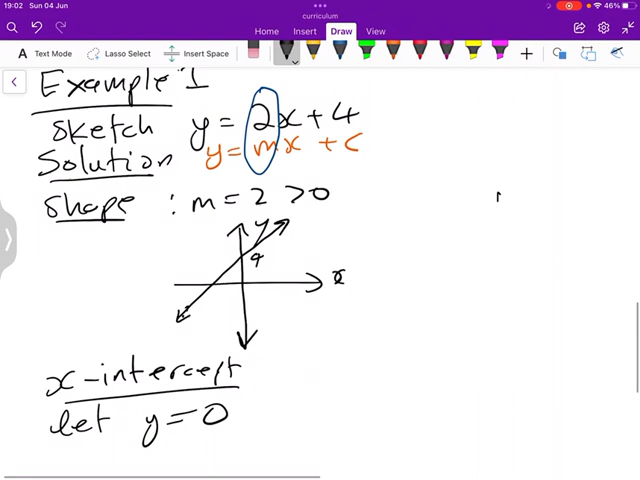 19:02 Sun 04 Jun
46%
curriculum
Home Insert Draw View
Text Mode Lasso Select Insert Space
Example 1
Sketch y = 2x + 4
y = mx + c
Solution
shape : m = 2 > 0
y
4
x
x-intercept
let y = 0